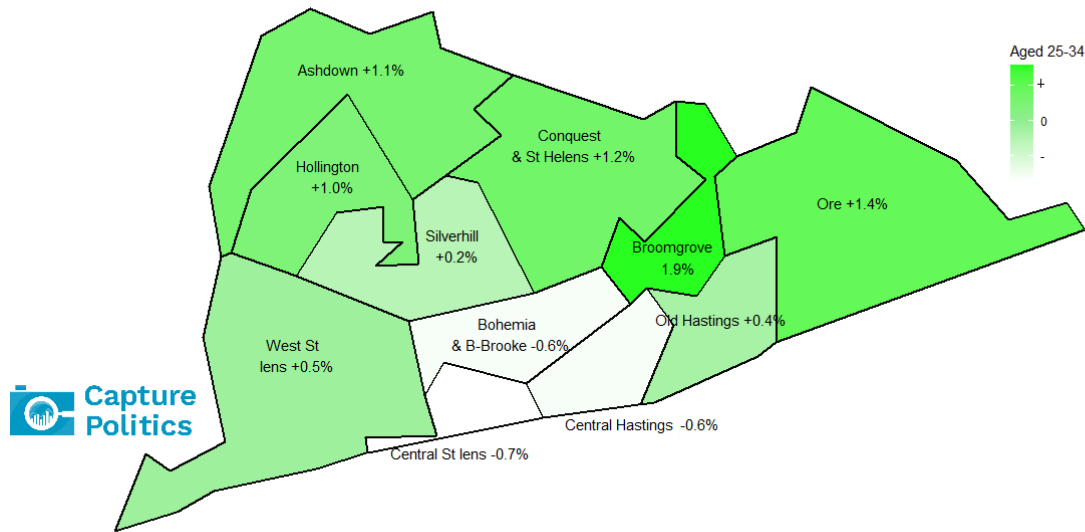 Aged 25-34
+
0
-
Ashdown +1.1%
Conquest
& St Helens +1.2%
Hollington
+1.0%
Ore +1.4%
Silverhill
+0.2%
Broomgrove
1.9%
Old Hastings +0.4%
Bohemia
& B-Brooke -0.6%
West St
lens +0.5%
Capture
Politics
Central Hastings -0.6%
Central St lens -0.7%